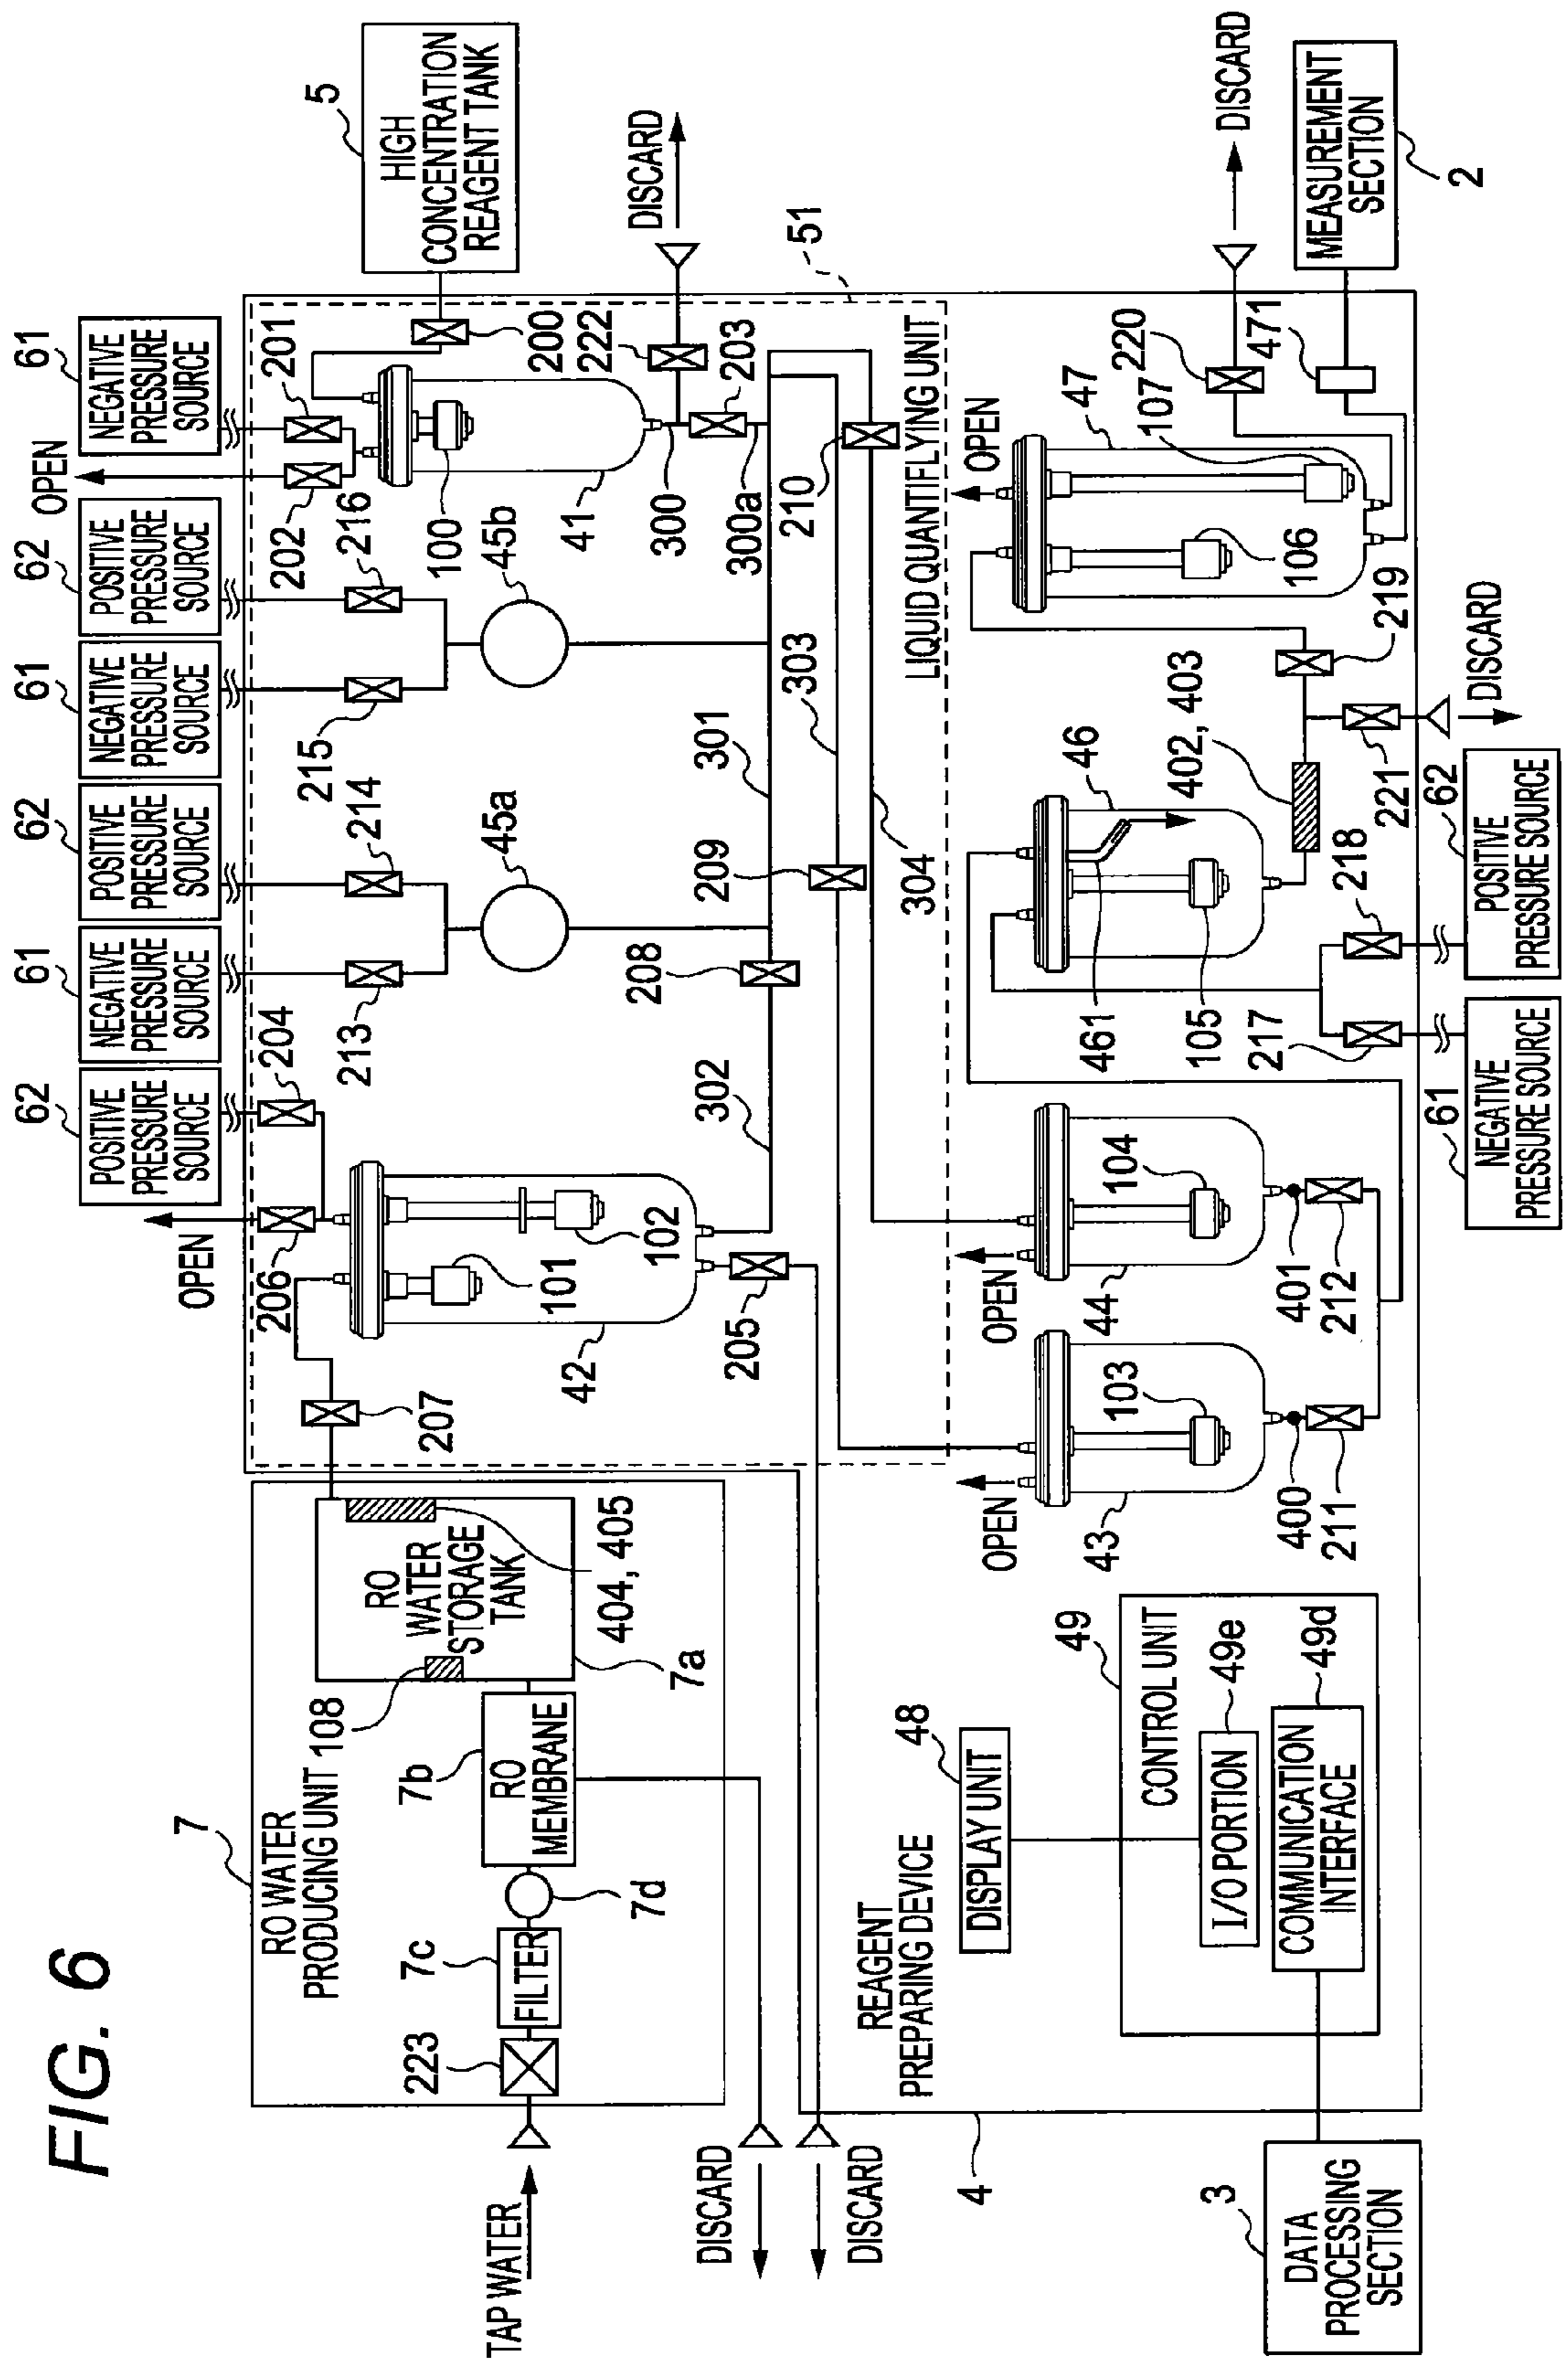 FIG. 6
61
NEGATIVE
PRESSURE
SOURCE
62
POSITIVE
PRESSURE
SOURCE
61
NEGATIVE
PRESSURE
SOURCE
62
POSITIVE
PRESSURE
SOURCE
61
NEGATIVE
PRESSURE
SOURCE
62
POSITIVE
PRESSURE
SOURCE
OPEN
OPEN
5
HIGH
CONCENTRATION
REAGENT TANK
DISCARD
51
201
202
216
215
214
213
204
206
207
200
222
203
100
41
300
300a
45b
45a
210
303
301
304
209
208
302
101
102
42
205
LIQUID QUANTIFLYING UNIT
7
RO WATER
PRODUCING UNIT
108
RO
WATER
STORAGE
TANK
404, 405
7a
7b
RO
MEMBRANE
7d
7c
FILTER
223
TAP WATER
DISCARD
DISCARD
REAGENT
PREPARING DEVICE
4
48
DISPLAY UNIT
49
CONTROL UNIT
49e
I/O PORTION
49d
COMMUNICATION
INTERFACE
3
DATA
PROCESSING
SECTION
OPEN
43
103
400
211
OPEN
44
104
401
212
46
461
105
402, 403
217
218
61
NEGATIVE
PRESSURE SOURCE
62
POSITIVE
PRESSURE SOURCE
221
DISCARD
219
OPEN
47
107
106
220
471
DISCARD
MEASUREMENT
SECTION
2